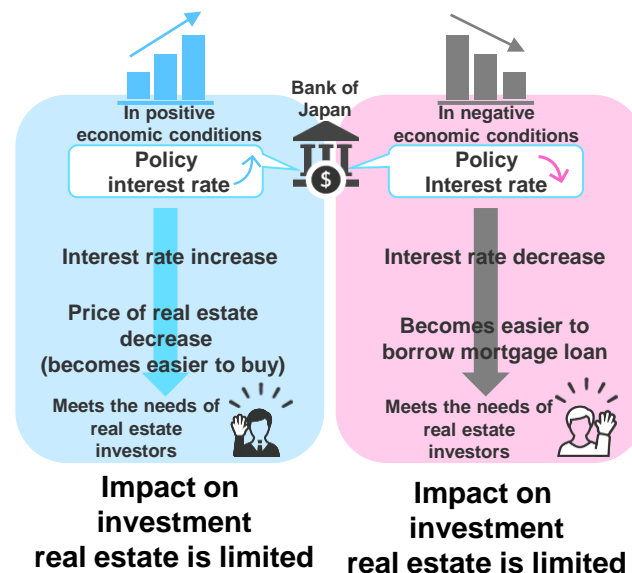 Bank of
Japan
In positive
economic conditions
Policy
interest rate
$
Interest rate increase
Price of real estate
decrease
(becomes easier to buy)
Meets the needs of
real estate
investors
Impact on
investment
real estate is limited
In negative
economic conditions
Policy
Interest rate
Interest rate decrease
Becomes easier to
borrow mortgage loan
Meets the needs of
real estate
investors
Impact on
investment
real estate is limited